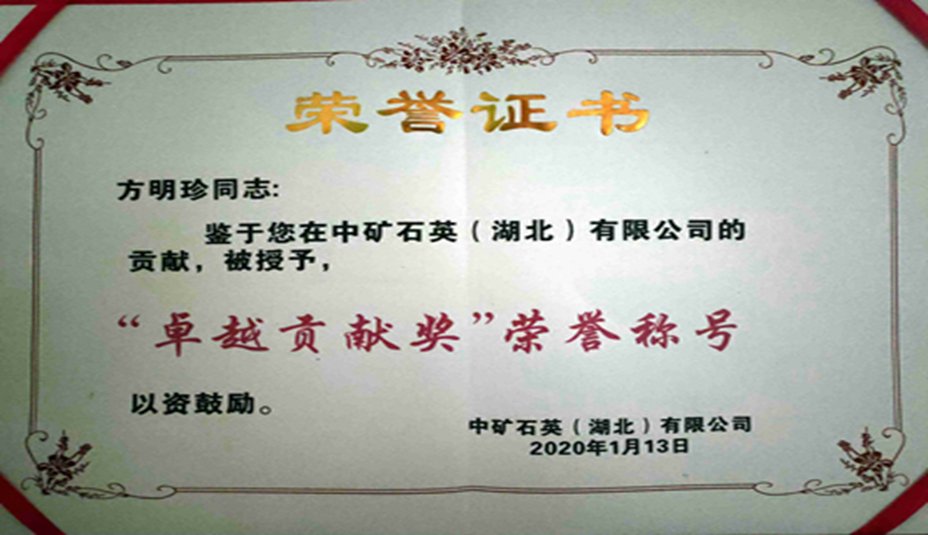 荣誉证书
方明珍同志:
鉴于您在中矿石英（湖北）有限公司的
贡献，被授予，
“卓越贡献奖”荣誉称号
以资鼓励。
中矿石英（湖北）有限公司
2020年1月13日